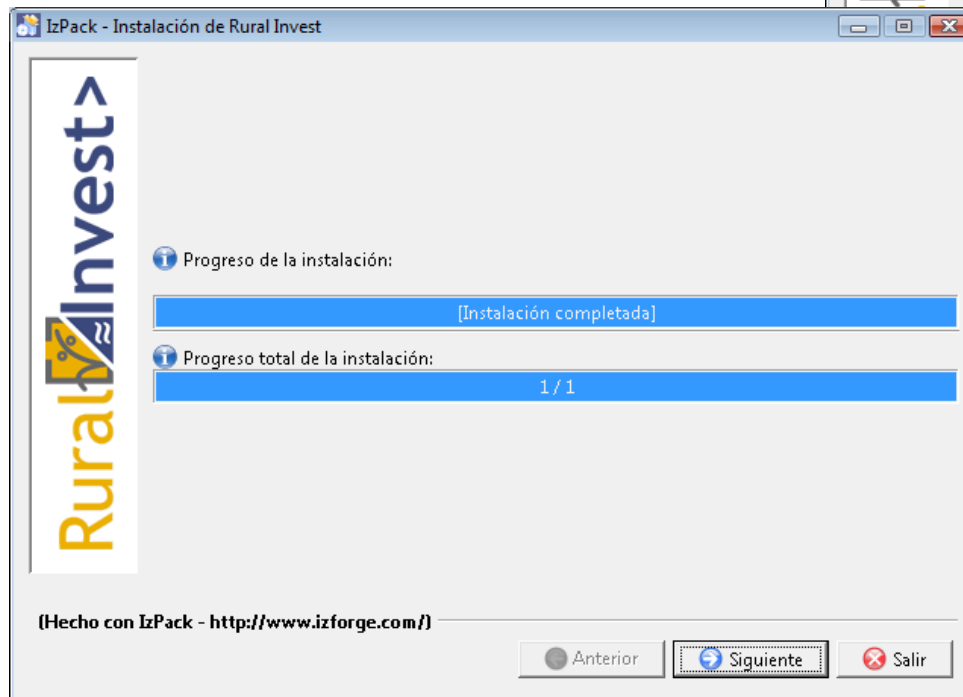 IzPack - Instalación de Rural Invest
Rural Invest>
Progreso de la instalación:
[Instalación completada]
Progreso total de la instalación:
1 / 1
(Hecho con IzPack - http://www.izforge.com/)
Anterior
Siguiente
Salir